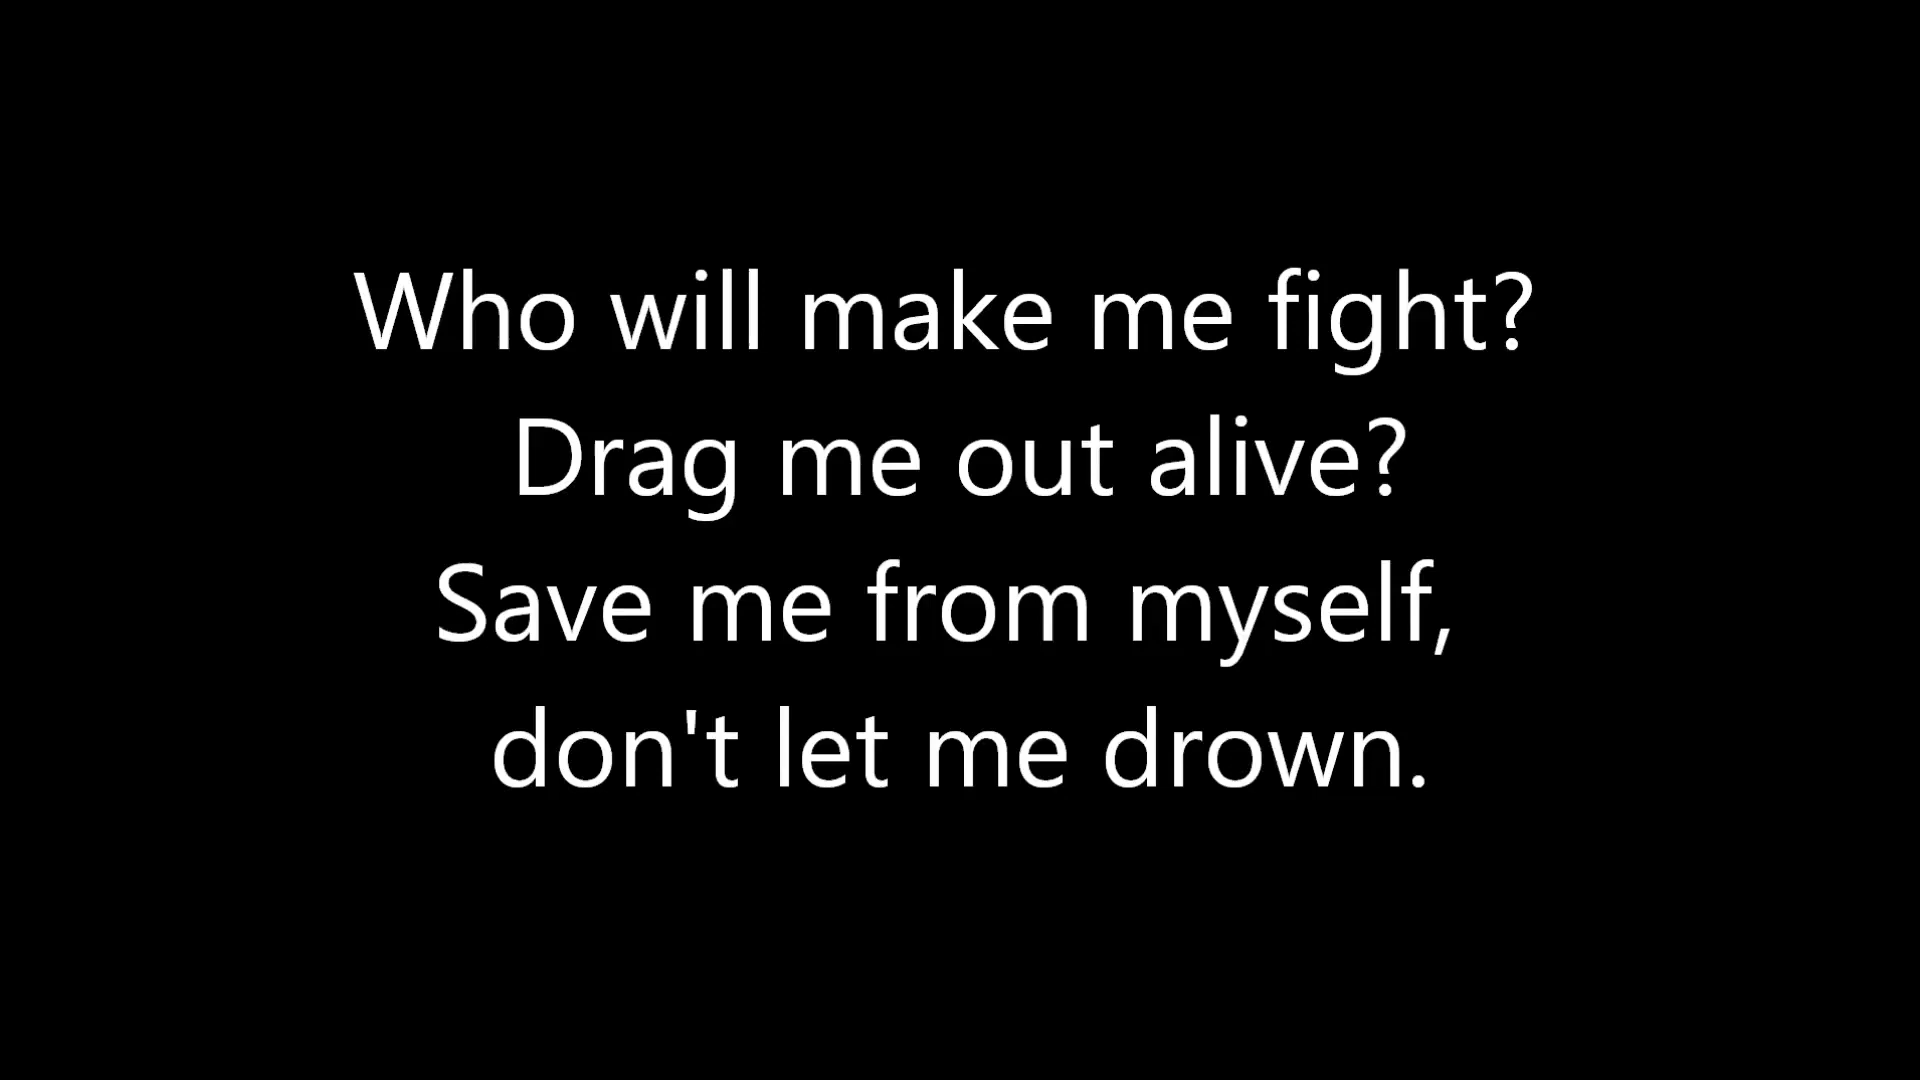 Who will make me fight?
Drag me out alive?
Save me from myself,
don't let me drown.